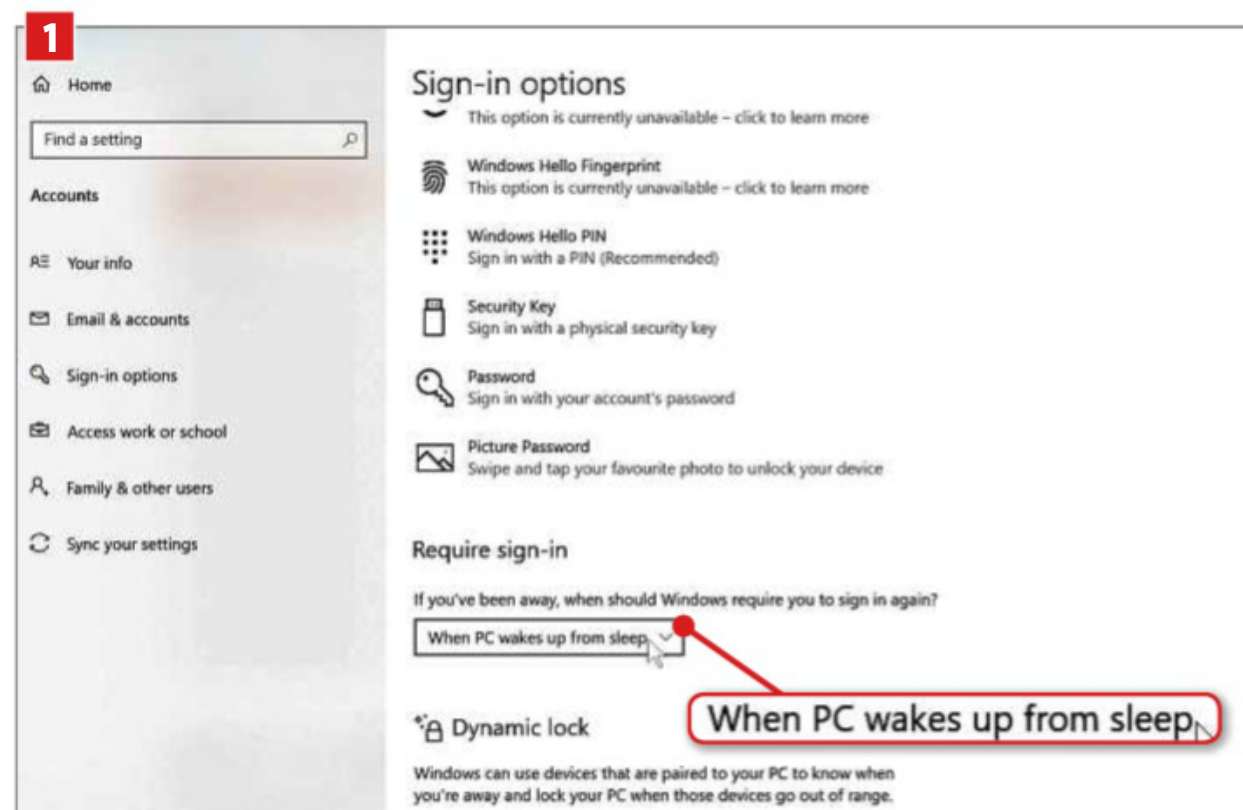 1
Home
Find a setting
Accounts
Your info
Email & accounts
Sign-in options
Access work or school
Family & other users
Sync your settings
Sign-in options
This option is currently unavailable – click to learn more
Windows Hello Fingerprint
This option is currently unavailable – click to learn more
Windows Hello PIN
Sign in with a PIN (Recommended)
Security Key
Sign in with a physical security key
Password
Sign in with your account's password
Picture Password
Swipe and tap your favourite photo to unlock your device
Require sign-in
If you've been away, when should Windows require you to sign in again?
When PC wakes up from sleep
When PC wakes up from sleep
Dynamic lock
Windows can use devices that are paired to your PC to know when
you're away and lock your PC when those devices go out of range.